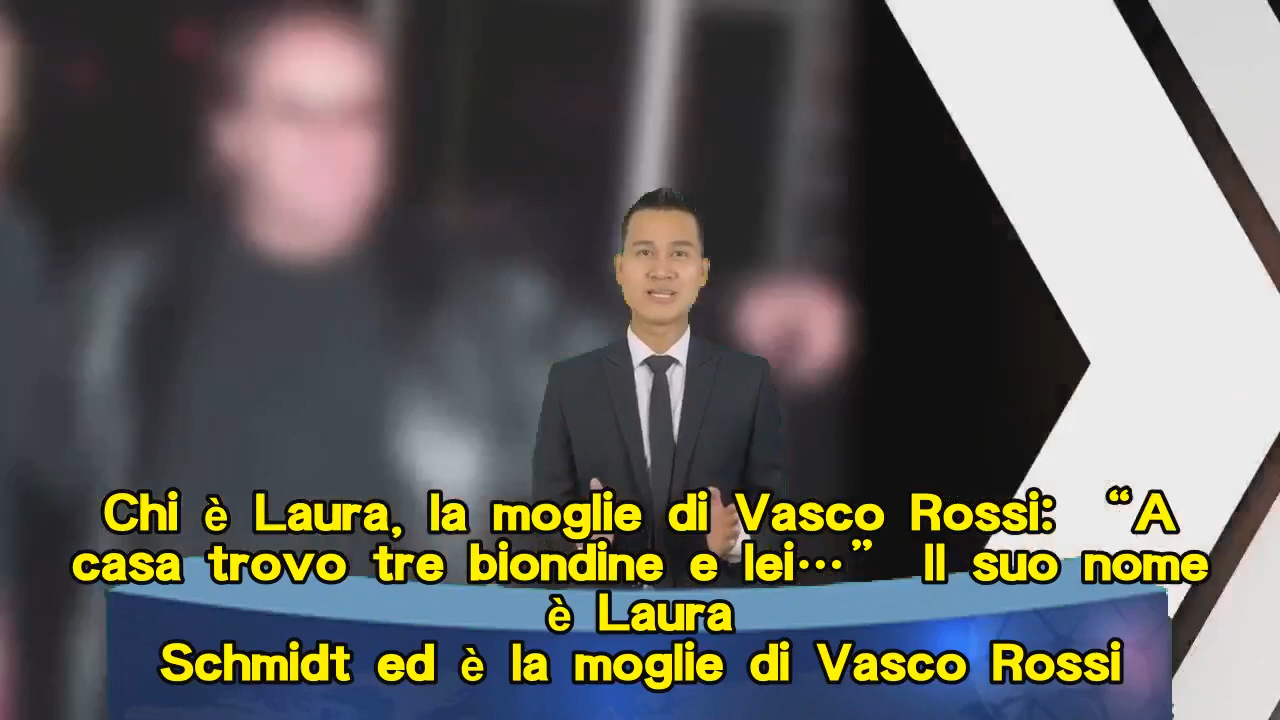 Chi è Laura, la moglie di Vasco Rossi: “A
casa trovo tre biondine e lei…” Il suo nome
è Laura
Schmidt ed è la moglie di Vasco Rossi